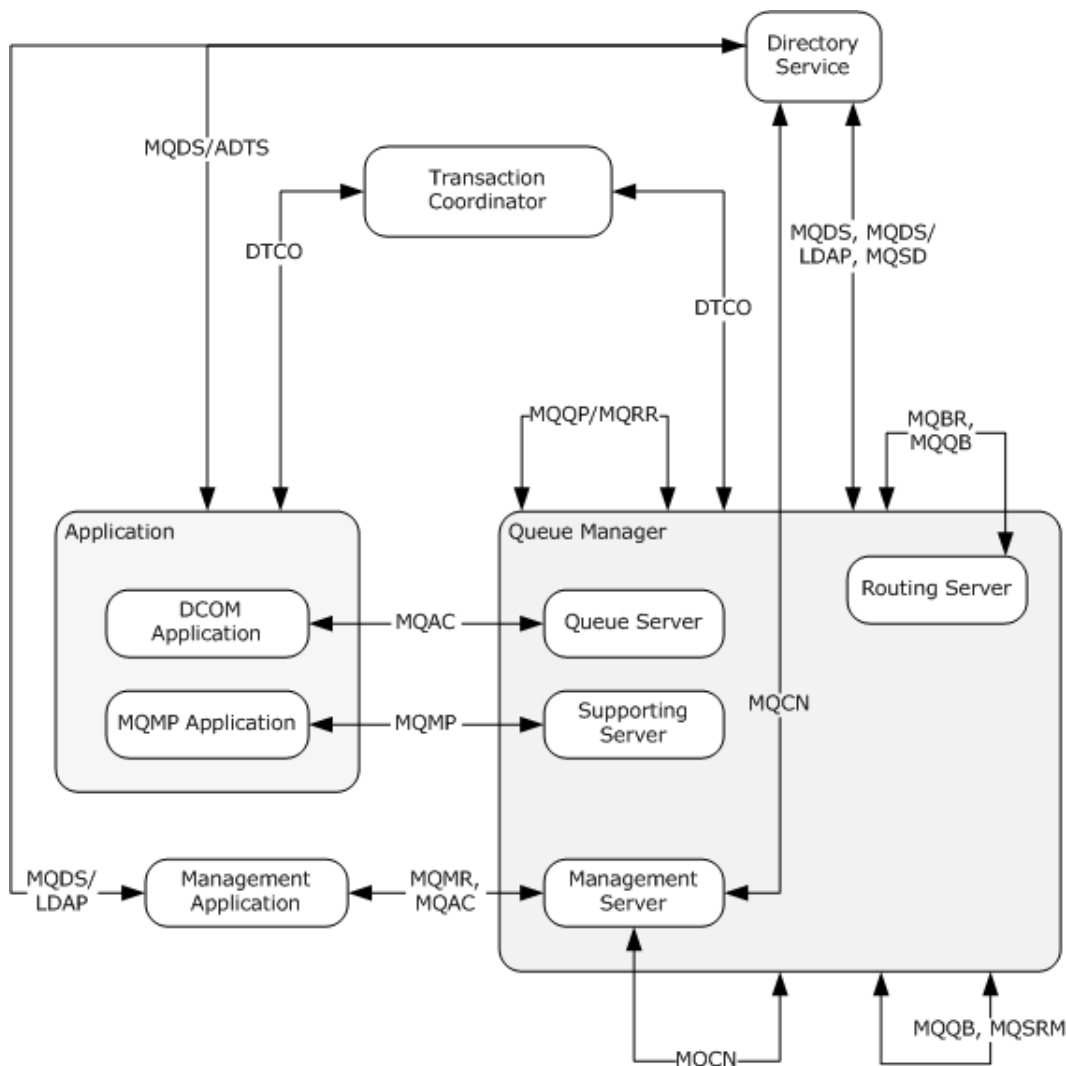 Directory
Service
MQDS/ADTS
Transaction
Coordinator
DTCO
MQDS, MQDS/
LDAP, MQSD
DTCO
MQQP/MQRR
MQBR,
MQQB
Application
Queue Manager
DCOM
Application
MQAC
Queue Server
Routing Server
MQMP Application
MQMP
Supporting
Server
MQCN
MQDS/
LDAP
Management
Application
MQMR,
MQAC
Management
Server
MQQB, MQSRM
MQCN